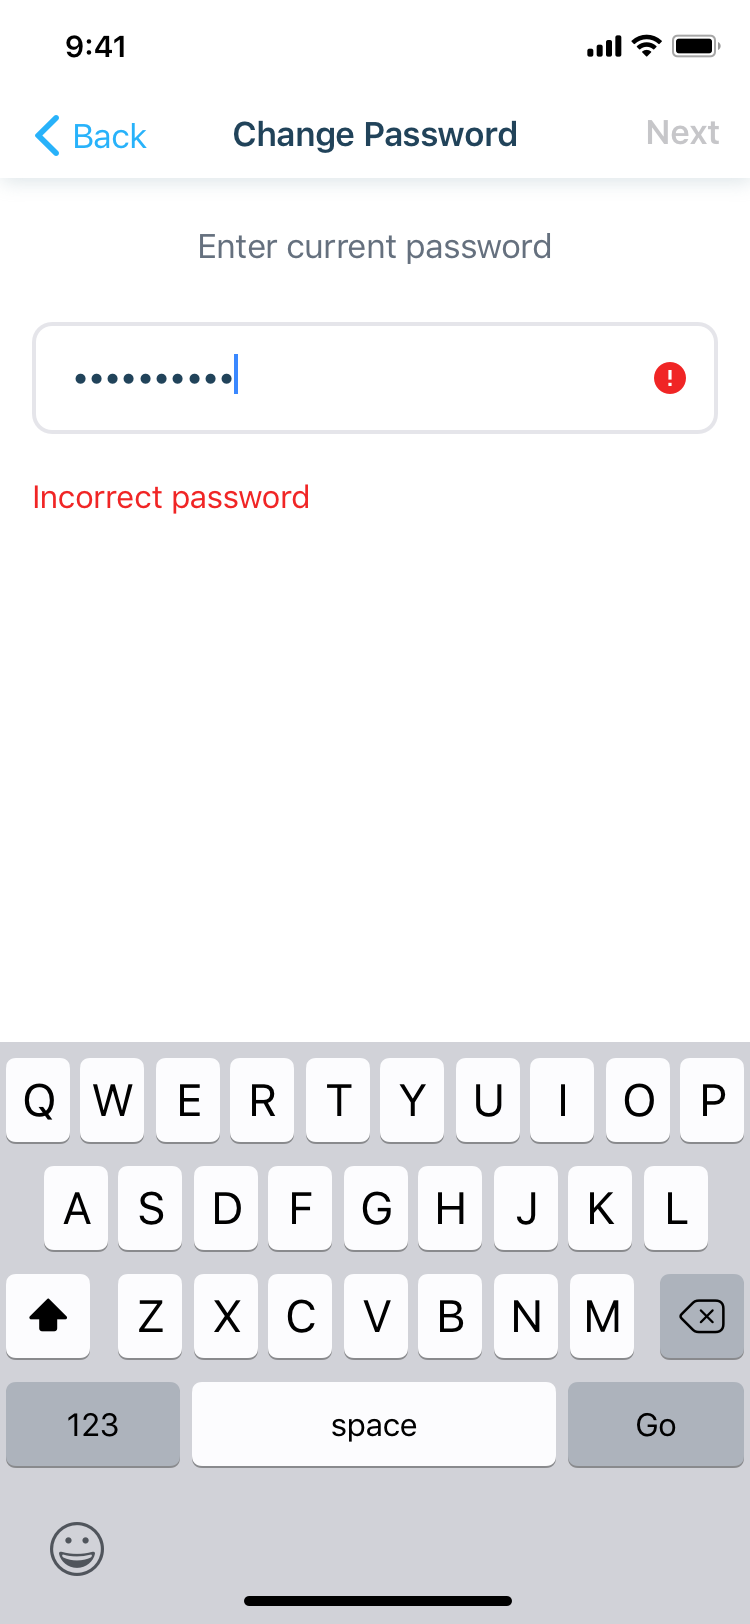 9:41
Back Change Password Next
Enter current password
••••••••••
Incorrect password
Q W E R T Y U I O P
A S D F G H J K L
Z X C V B N M
123 space Go